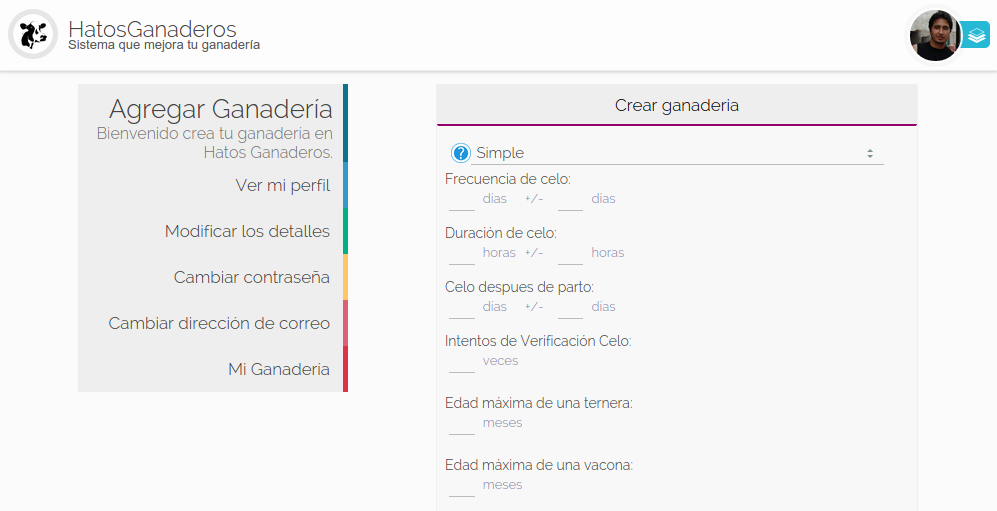 HatosGanaderos
Sistema que mejora tu ganadería
Agregar Ganadería
Bienvenido crea tu ganaderia en
Hatos Ganaderos.
Ver mi perfil
Modificar los detalles
Cambiar contraseña
Cambiar dirección de correo
Mi Ganaderia
Crear ganaderia
? Simple
Frecuencia de celo:
dias +/- dias
Duración de celo:
horas +/- horas
Celo despues de parto:
dias +/- dias
Intentos de Verificación Celo:
veces
Edad máxima de una ternera:
meses
Edad máxima de una vacona:
meses